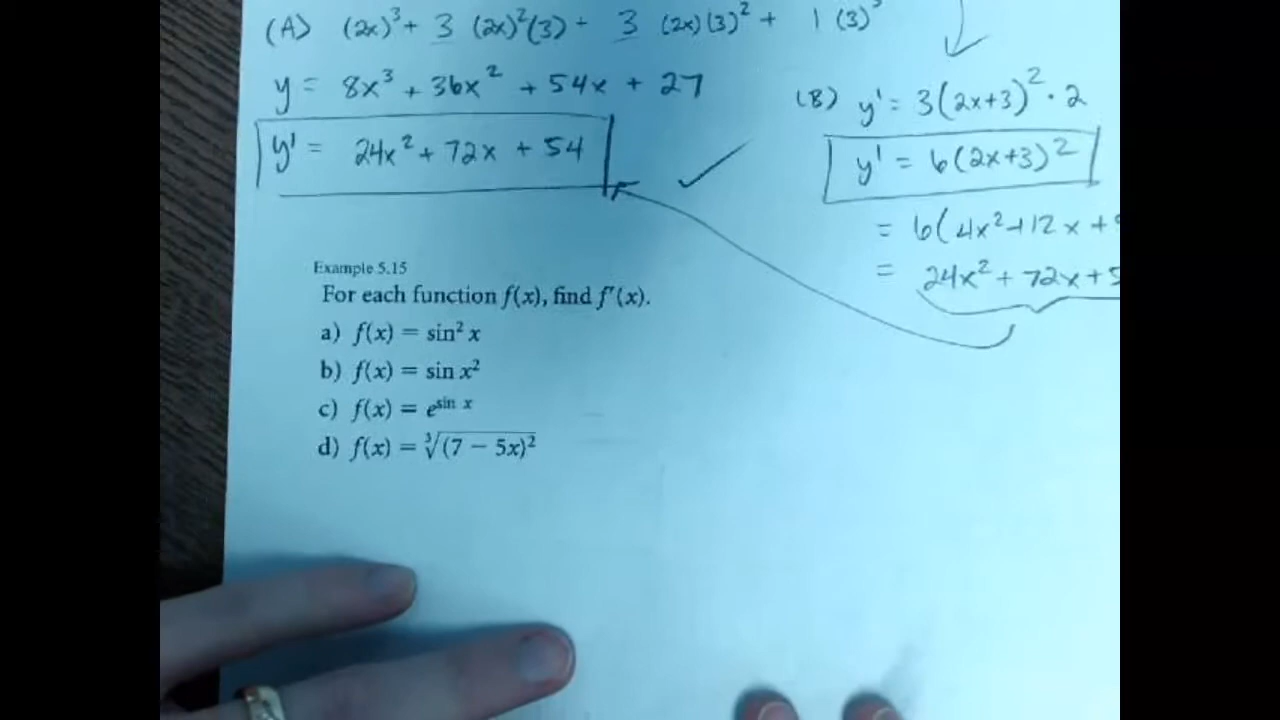 (A) (2x)³ + 3 (2x)²(3) + 3 (2x)(3)² + 1 (3)³
y = 8x³ + 36x² + 54x + 27
y' = 24x² + 72x + 54
(B) y' = 3(2x+3)² · 2
y' = 6(2x+3)²
= 6(4x²+12x+
= 24x² + 72x + 5
Example 5.15
For each function f(x), find f'(x).
a) f(x) = sin² x
b) f(x) = sin x²
c) f(x) = e^sin x
d) f(x) = ∛(7 − 5x)²